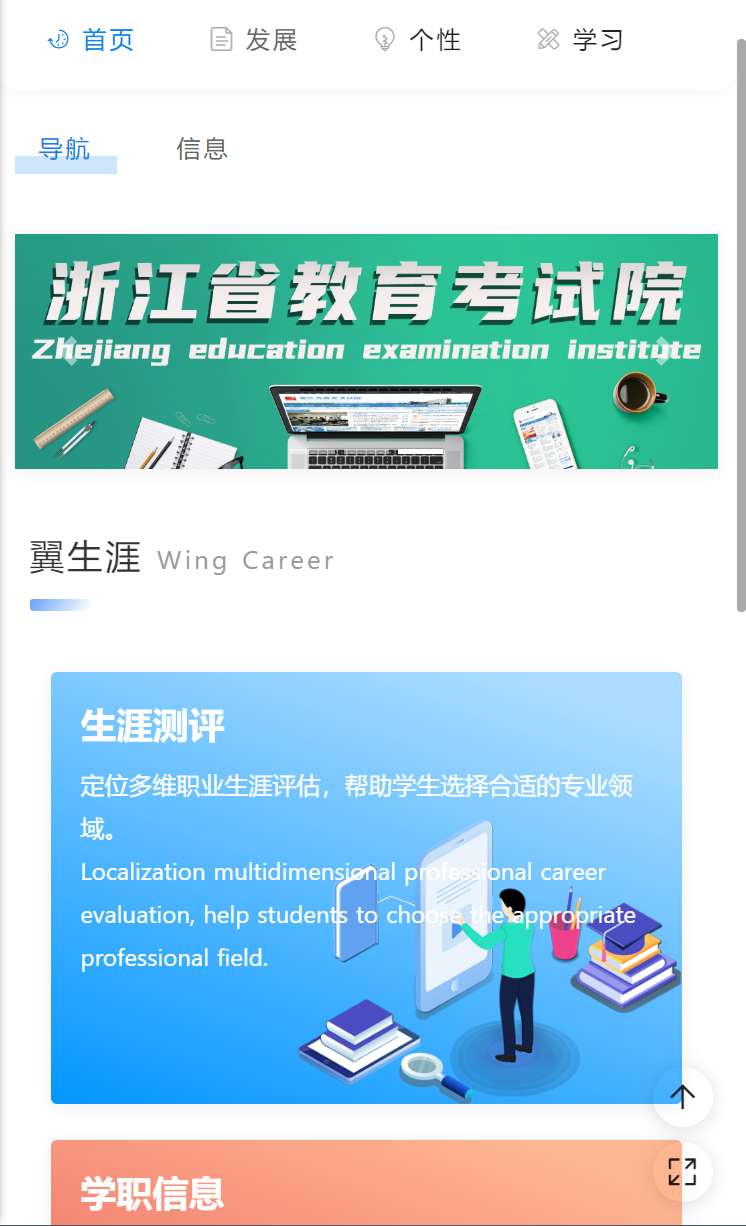 首页 发展 个性 学习
导航 信息
浙江省教育考试院
Zhejiang education examination institute
翼生涯 Wing Career
生涯测评
定位多维职业生涯评估，帮助学生选择合适的专业领
域。
Localization multidimensional professional career
evaluation, help students to choose the appropriate
professional field.
学职信息